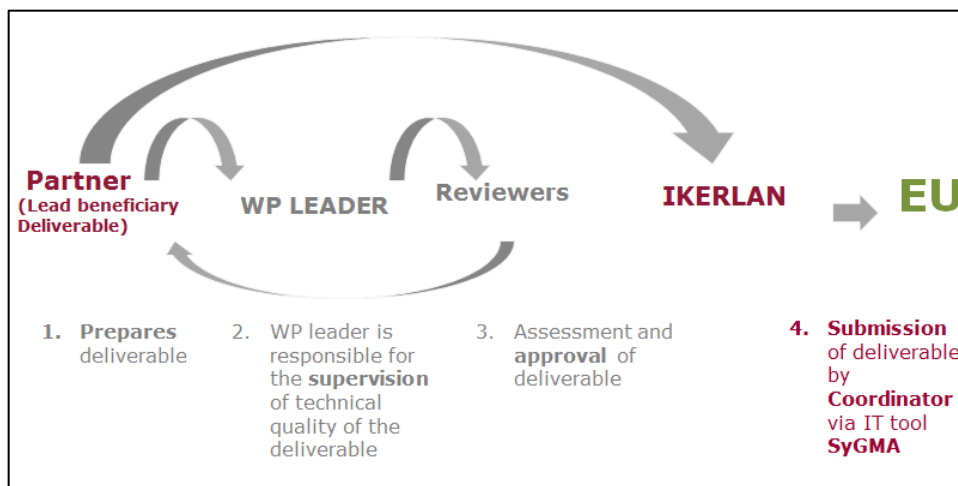 Partner
(Lead beneficiary
Deliverable)
WP LEADER
Reviewers
IKERLAN
EU
1. Prepares
deliverable
2. WP leader is
responsible for
the supervision
of technical
quality of the
deliverable
3. Assessment and
approval of
deliverable
4. Submission
of deliverable
by
Coordinator
via IT tool
SyGMA